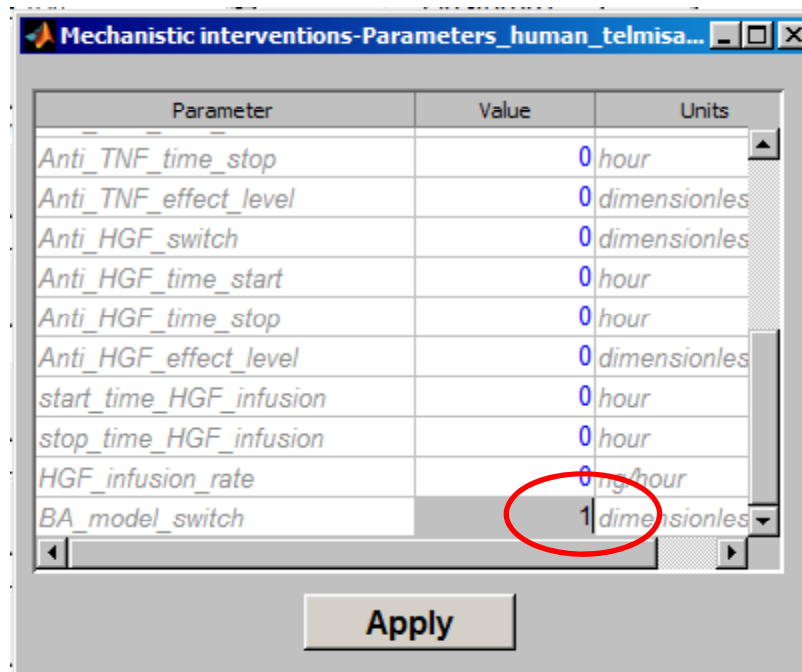 Mechanistic interventions-Parameters_human_telmisa...
Parameter Value Units
Anti_TNF_time_stop 0 hour
Anti_TNF_effect_level 0 dimensionles
Anti_HGF_switch 0 dimensionles
Anti_HGF_time_start 0 hour
Anti_HGF_time_stop 0 hour
Anti_HGF_effect_level 0 dimensionles
start_time_HGF_infusion 0 hour
stop_time_HGF_infusion 0 hour
HGF_infusion_rate 0 ng/hour
BA_model_switch 1 dimensionles
Apply